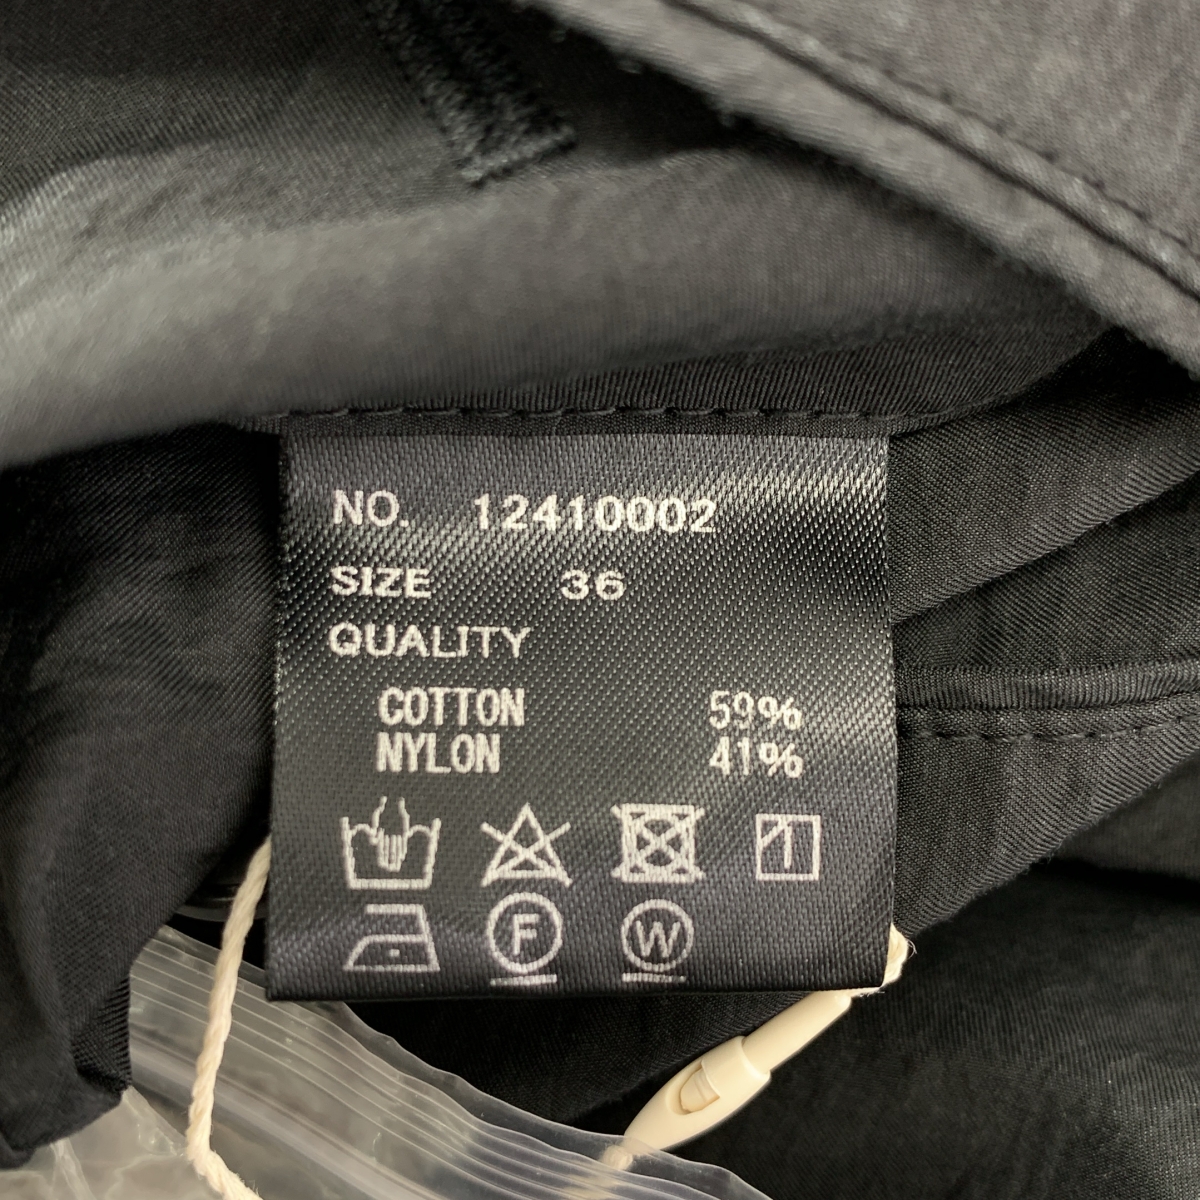 NO. 12410002
SIZE 36
QUALITY
COTTON 59%
NYLON 41%
F W